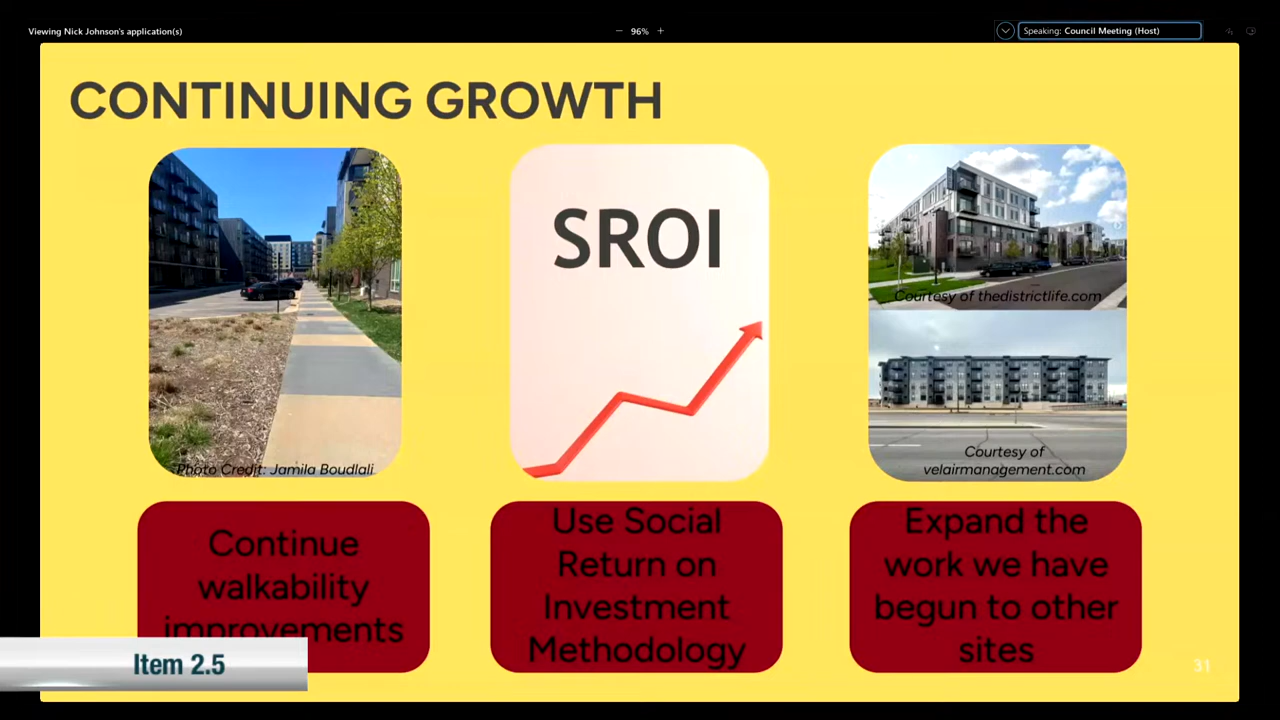 Viewing Nick Johnson's application(s)
− 96% +
Speaking: Council Meeting (Host)
CONTINUING GROWTH
Photo Credit: Jamila Boudlali
SROI
Courtesy of thedistrictlife.com
Courtesy of
velairmanagement.com
Continue
walkability
improvements
Use Social
Return on
Investment
Methodology
Expand the
work we have
begun to other
sites
Item 2.5
31